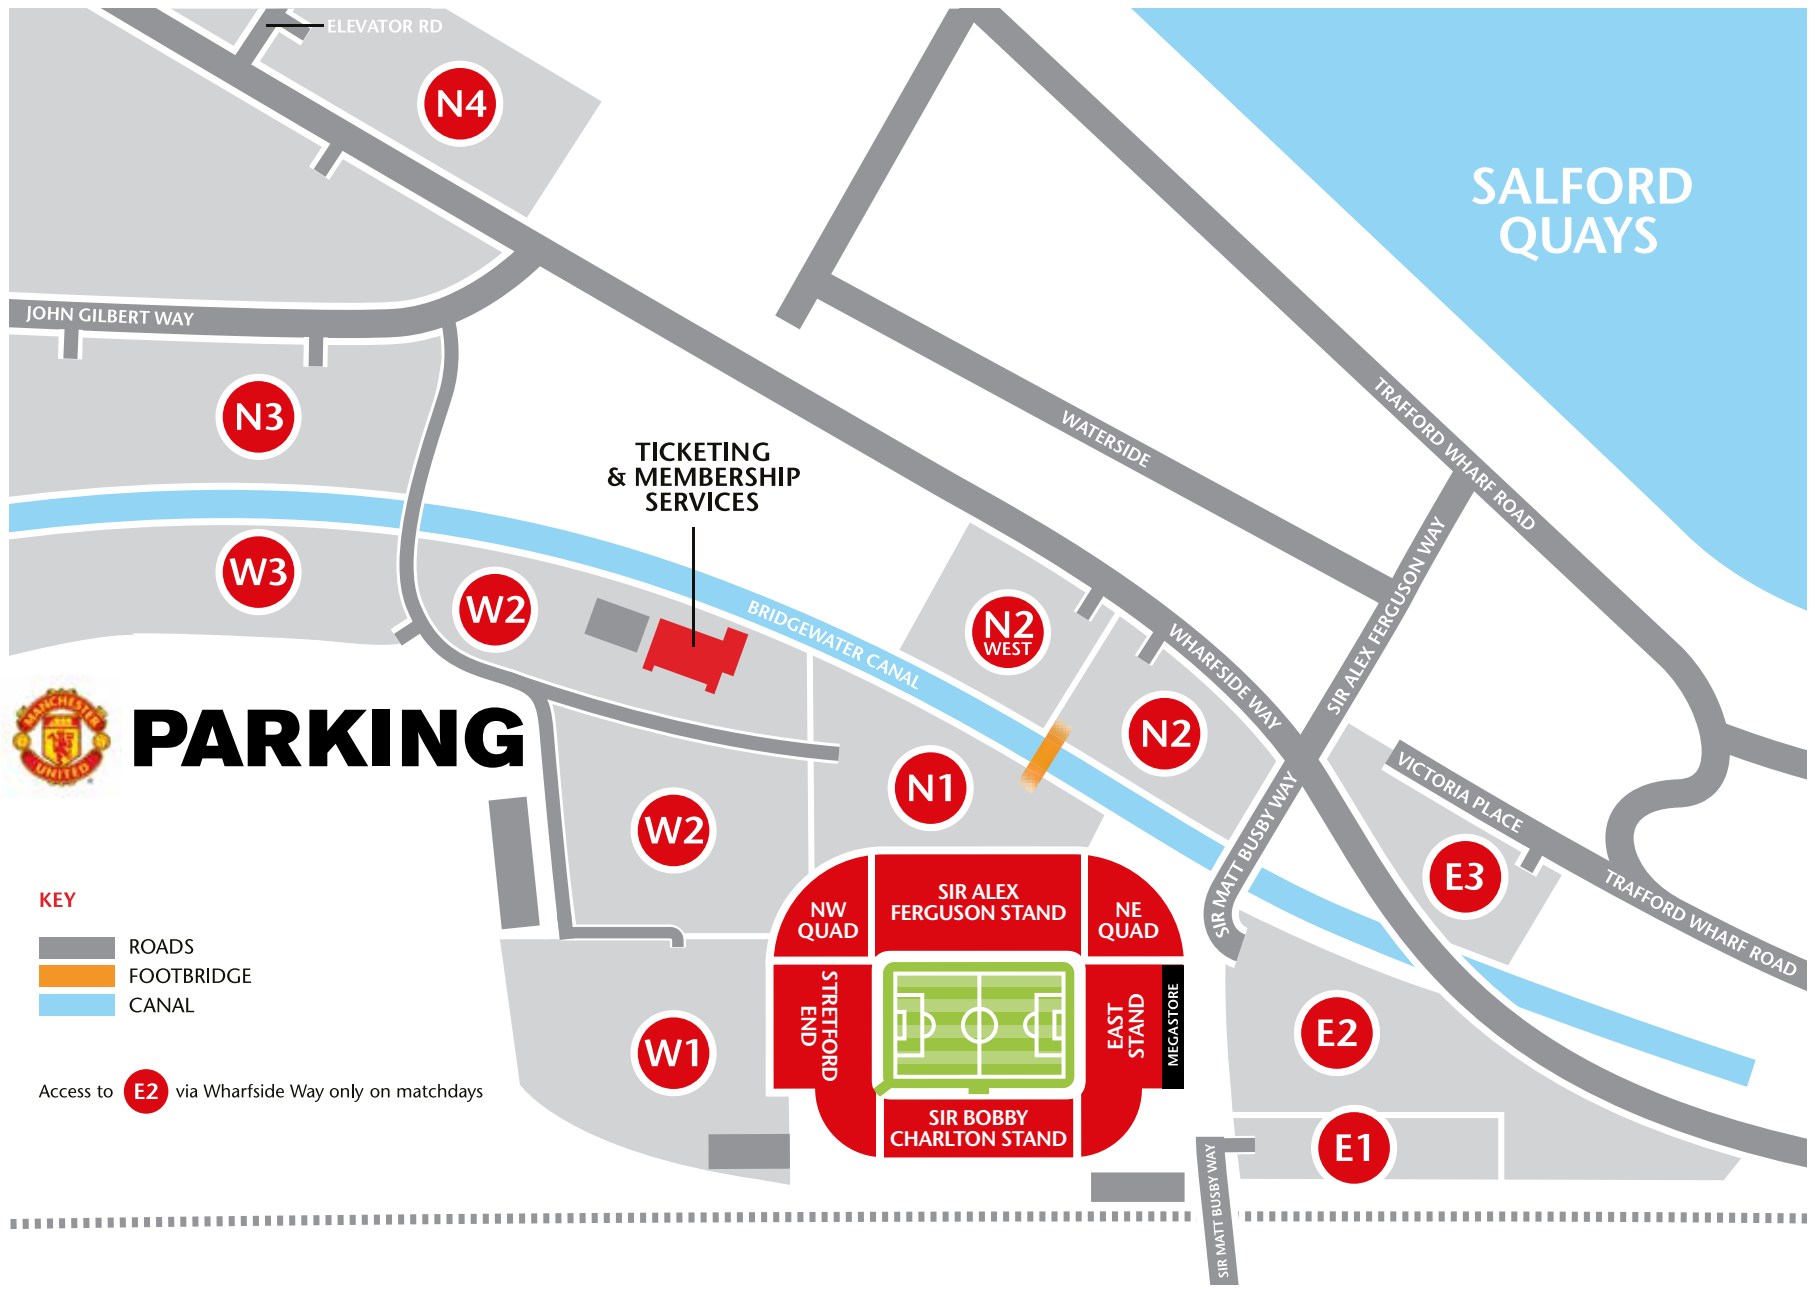 ELEVATOR RD
N4
SALFORD
QUAYS
JOHN GILBERT WAY
N3
TRAFFORD WHARF ROAD
WATERSIDE
TICKETING
& MEMBERSHIP
SERVICES
SIR ALEX FERGUSON WAY
W3
W2
BRIDGEWATER CANAL
N2
WEST
WHARFSIDE WAY
N2
MANCHESTER
UNITED
PARKING
N1
W2
SIR MATT BUSBY WAY
VICTORIA PLACE
E3
TRAFFORD WHARF ROAD
KEY
ROADS
FOOTBRIDGE
CANAL
NW
QUAD
SIR ALEX
FERGUSON STAND
NE
QUAD
STRETFORD
END
EAST
STAND
MEGASTORE
E2
W1
Access to E2 via Wharfside Way only on matchdays
SIR BOBBY
CHARLTON STAND
E1
SIR MATT BUSBY WAY